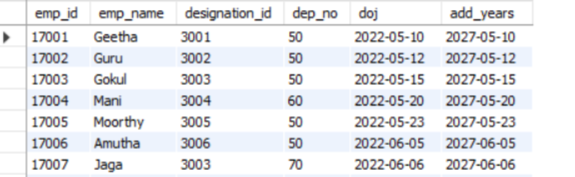 emp_id emp_name designation_id dep_no doj add_years
17001 Geetha 3001 50 2022-05-10 2027-05-10
17002 Guru 3002 50 2022-05-12 2027-05-12
17003 Gokul 3003 50 2022-05-15 2027-05-15
17004 Mani 3004 60 2022-05-20 2027-05-20
17005 Moorthy 3005 50 2022-05-23 2027-05-23
17006 Amutha 3006 50 2022-06-05 2027-06-05
17007 Jaga 3003 70 2022-06-06 2027-06-06